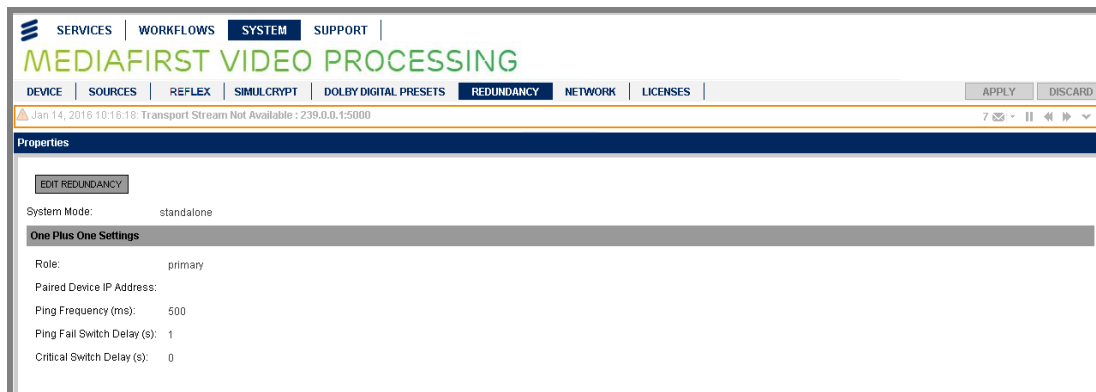 SERVICES WORKFLOWS SYSTEM SUPPORT
MEDIAFIRST VIDEO PROCESSING
DEVICE SOURCES REFLEX SIMULCRYPT DOLBY DIGITAL PRESETS REDUNDANCY NETWORK LICENSES APPLY DISCARD
Jan 14, 2016 10:16:18: Transport Stream Not Available : 239.0.0.1:5000 7
Properties
EDIT REDUNDANCY
System Mode: standalone
One Plus One Settings
Role: primary
Paired Device IP Address:
Ping Frequency (ms): 500
Ping Fail Switch Delay (s): 1
Critical Switch Delay (s): 0